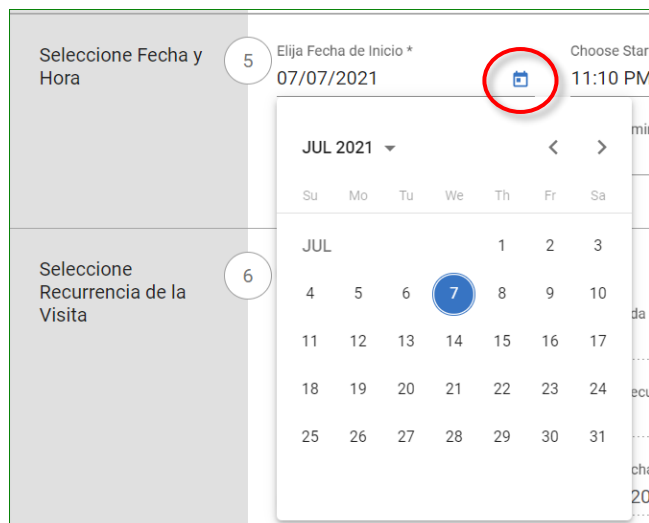 Seleccione Fecha y
Hora
5
Elija Fecha de Inicio *
07/07/2021
Choose Star
11:10 PM
JUL 2021
Su Mo Tu We Th Fr Sa
JUL 1 2 3
4 5 6 7 8 9 10
11 12 13 14 15 16 17
18 19 20 21 22 23 24
25 26 27 28 29 30 31
Seleccione
Recurrencia de la
Visita
6
da
20